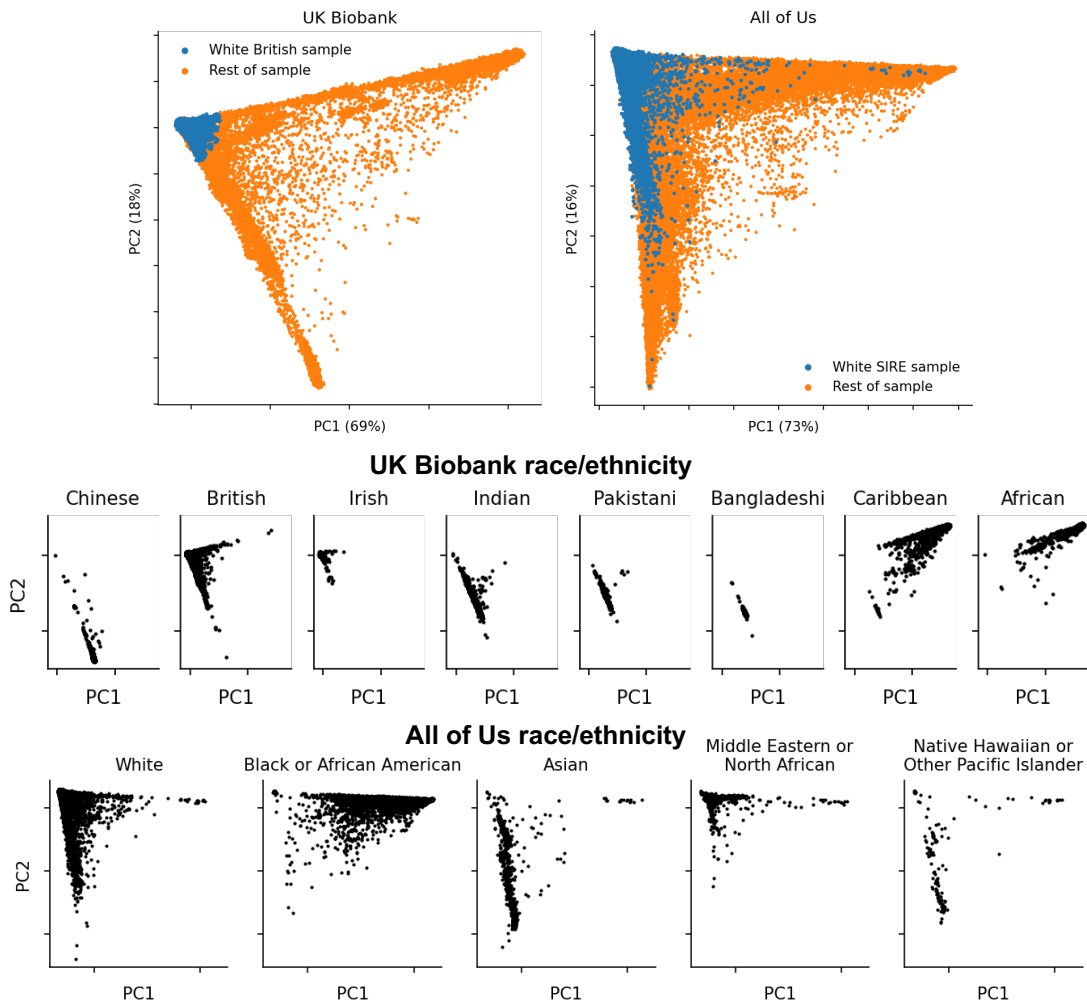 UK Biobank
White British sample
Rest of sample
PC2 (18%)
PC1 (69%)
All of Us
PC2 (16%)
White SIRE sample
Rest of sample
PC1 (73%)
UK Biobank race/ethnicity
Chinese
British
Irish
Indian
Pakistani
Bangladeshi
Caribbean
African
PC2
PC1
PC1
PC1
PC1
PC1
PC1
PC1
PC1
All of Us race/ethnicity
White
Black or African American
Asian
Middle Eastern or
North African
Native Hawaiian or
Other Pacific Islander
PC2
PC1
PC1
PC1
PC1
PC1